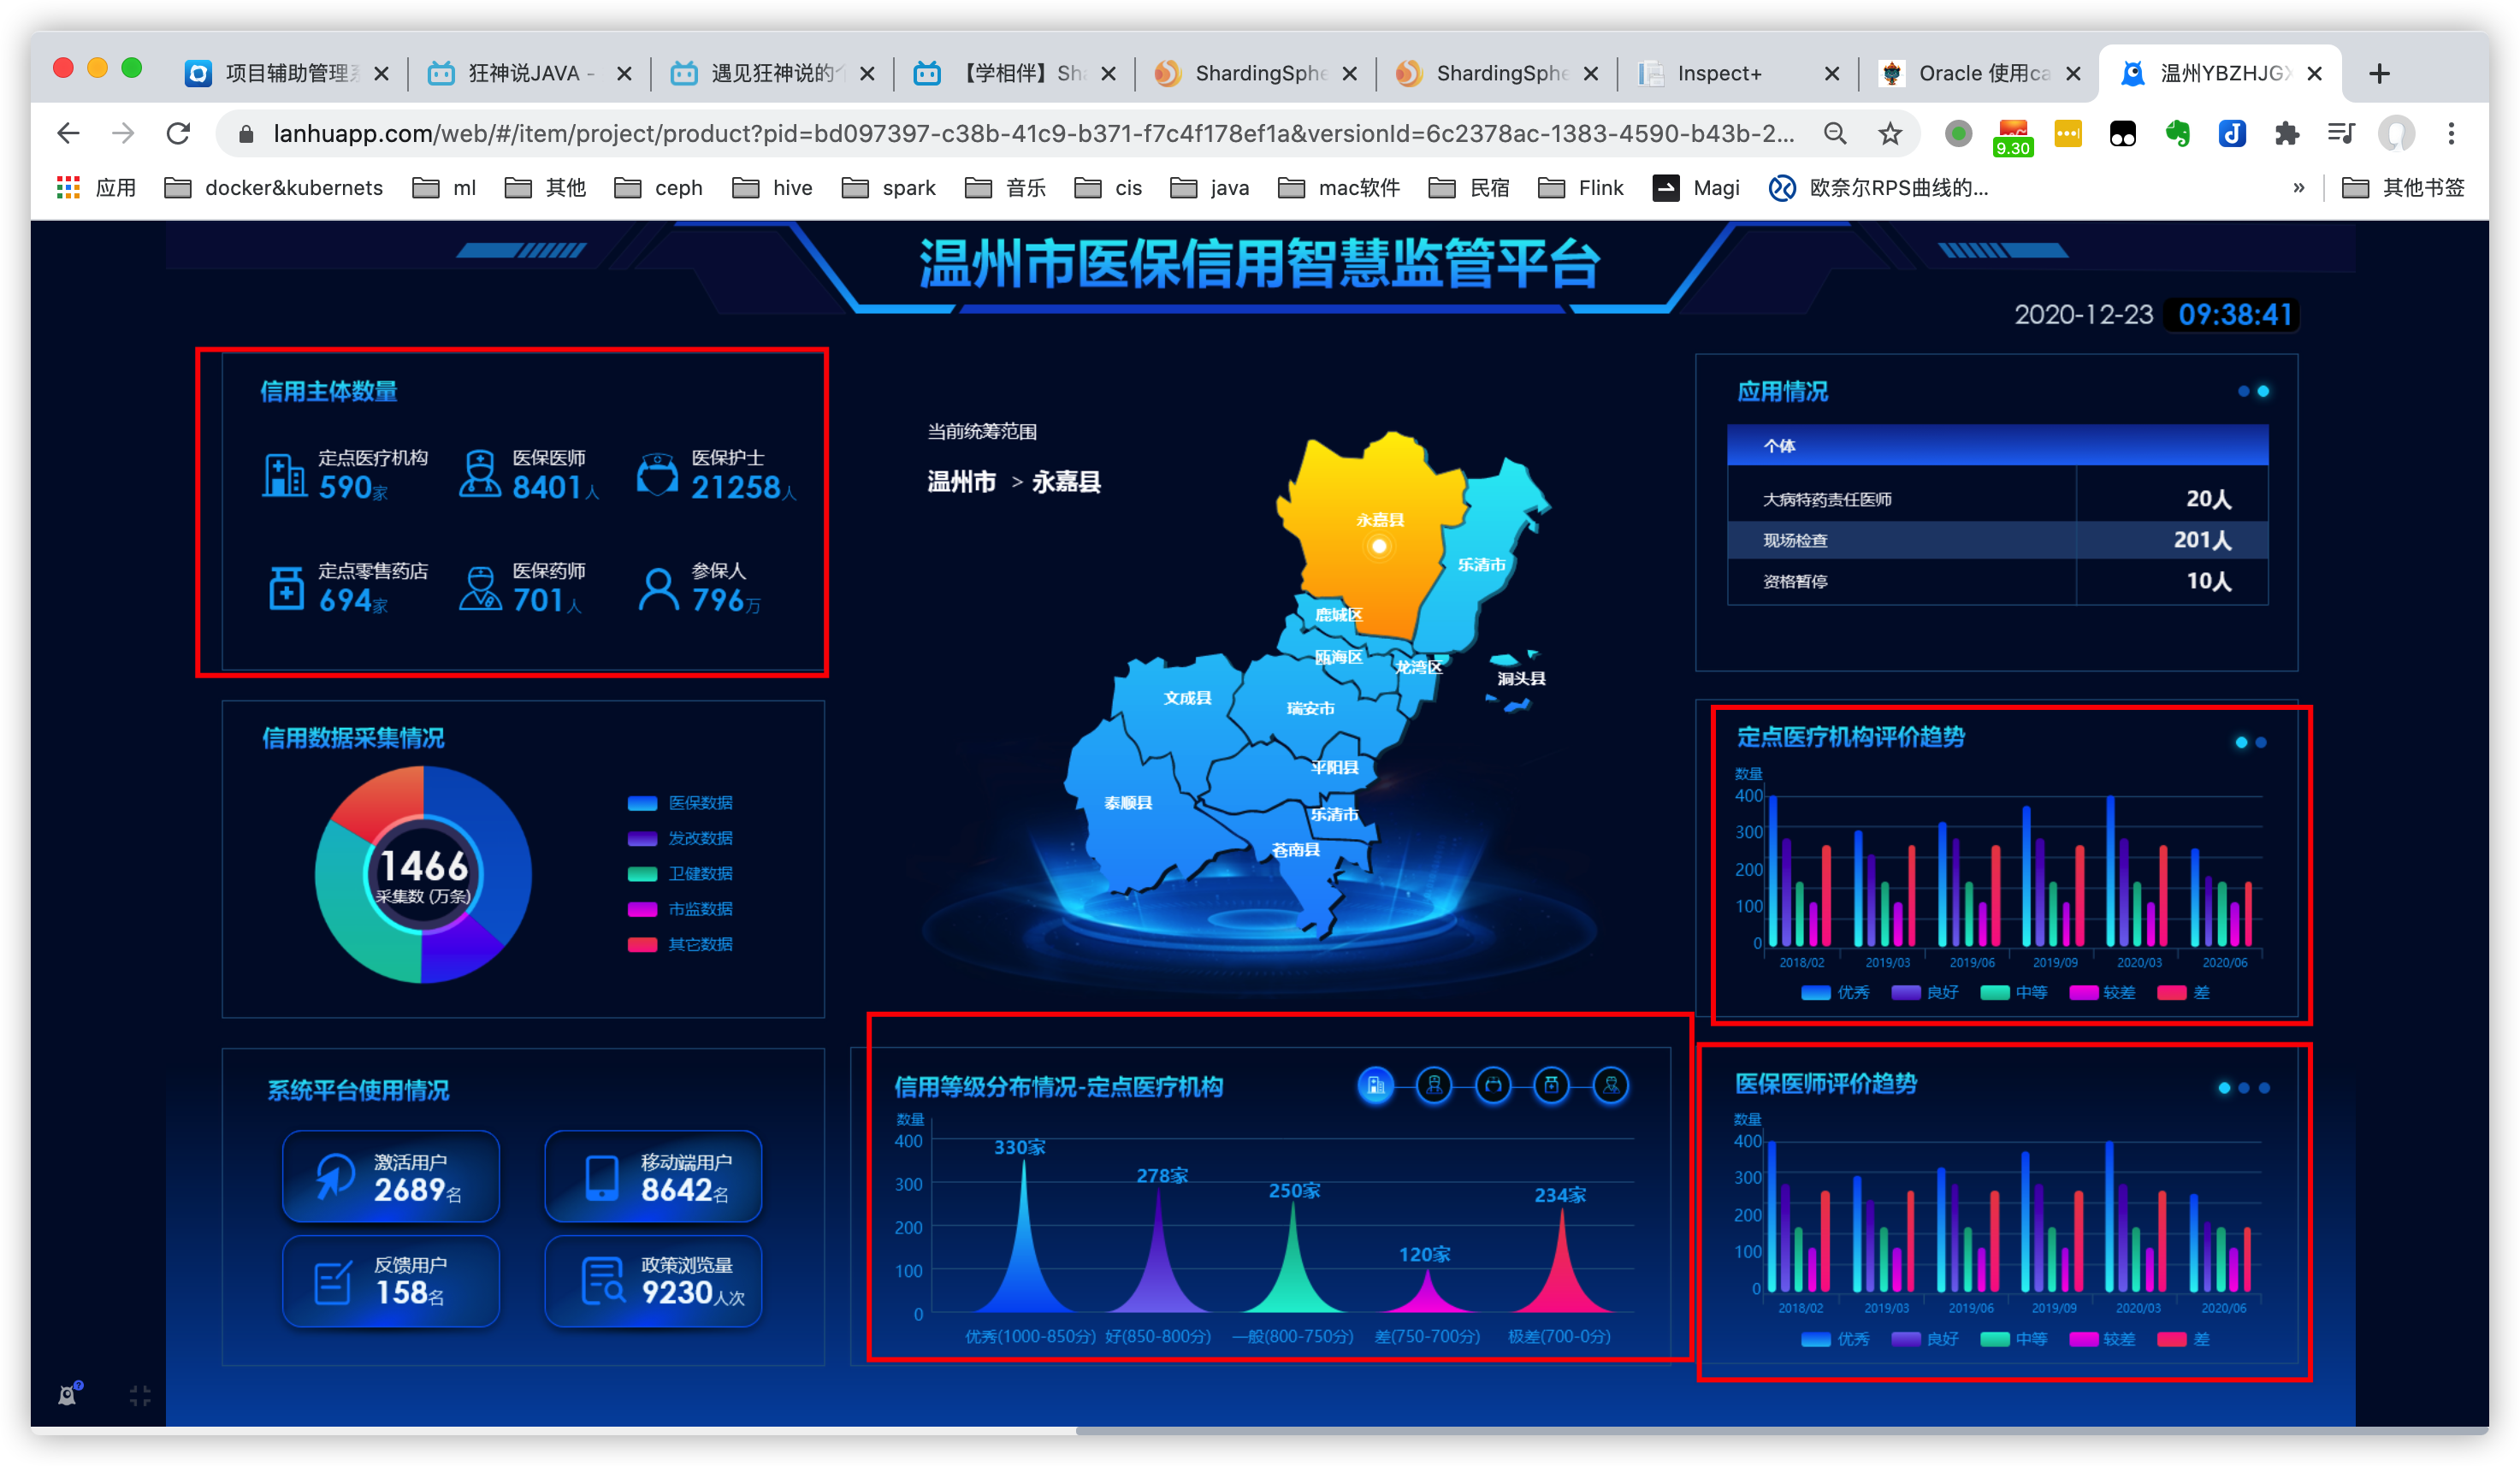 项目辅助管理系
狂神说JAVA -
遇见狂神说的个
【学相伴】Sha
ShardingSphe
ShardingSphe
Inspect+
Oracle 使用ca
温州YBZHJGX
lanhuapp.com/web/#/item/project/product?pid=bd097397-c38b-41c9-b371-f7c4f178ef1a&versionId=6c2378ac-1383-4590-b43b-2...
9.30
应用 docker&kubernets ml 其他 ceph hive spark 音乐 cis java mac软件 民宿 Flink Magi 欧奈尔RPS曲线的... » 其他书签
温州市医保信用智慧监管平台
2020-12-23 09:38:41
信用主体数量
定点医疗机构 医保医师 医保护士
590家 8401人 21258人
定点零售药店 医保药师 参保人
694家 701人 796万
信用数据采集情况
1466
采集数 (万条)
医保数据
发改数据
卫健数据
市监数据
其它数据
系统平台使用情况
激活用户 移动端用户
2689名 8642名
反馈用户 政策浏览量
158名 9230人次
当前统筹范围
温州市 > 永嘉县
永嘉县
乐清市
鹿城区
瓯海区
龙湾区
洞头县
文成县
瑞安市
平阳县
泰顺县
乐清市
苍南县
信用等级分布情况-定点医疗机构
数量
400
300
200
100
0
330家
278家
250家
120家
234家
优秀(1000-850分) 好(850-800分) 一般(800-750分) 差(750-700分) 极差(700-0分)
应用情况
个体
大病特药责任医师 20人
现场检查 201人
资格暂停 10人
定点医疗机构评价趋势
数量
400
300
200
100
0
2018/02 2019/03 2019/06 2019/09 2020/03 2020/06
优秀 良好 中等 较差 差
医保医师评价趋势
数量
400
300
200
100
0
2018/02 2019/03 2019/06 2019/09 2020/03 2020/06
优秀 良好 中等 较差 差